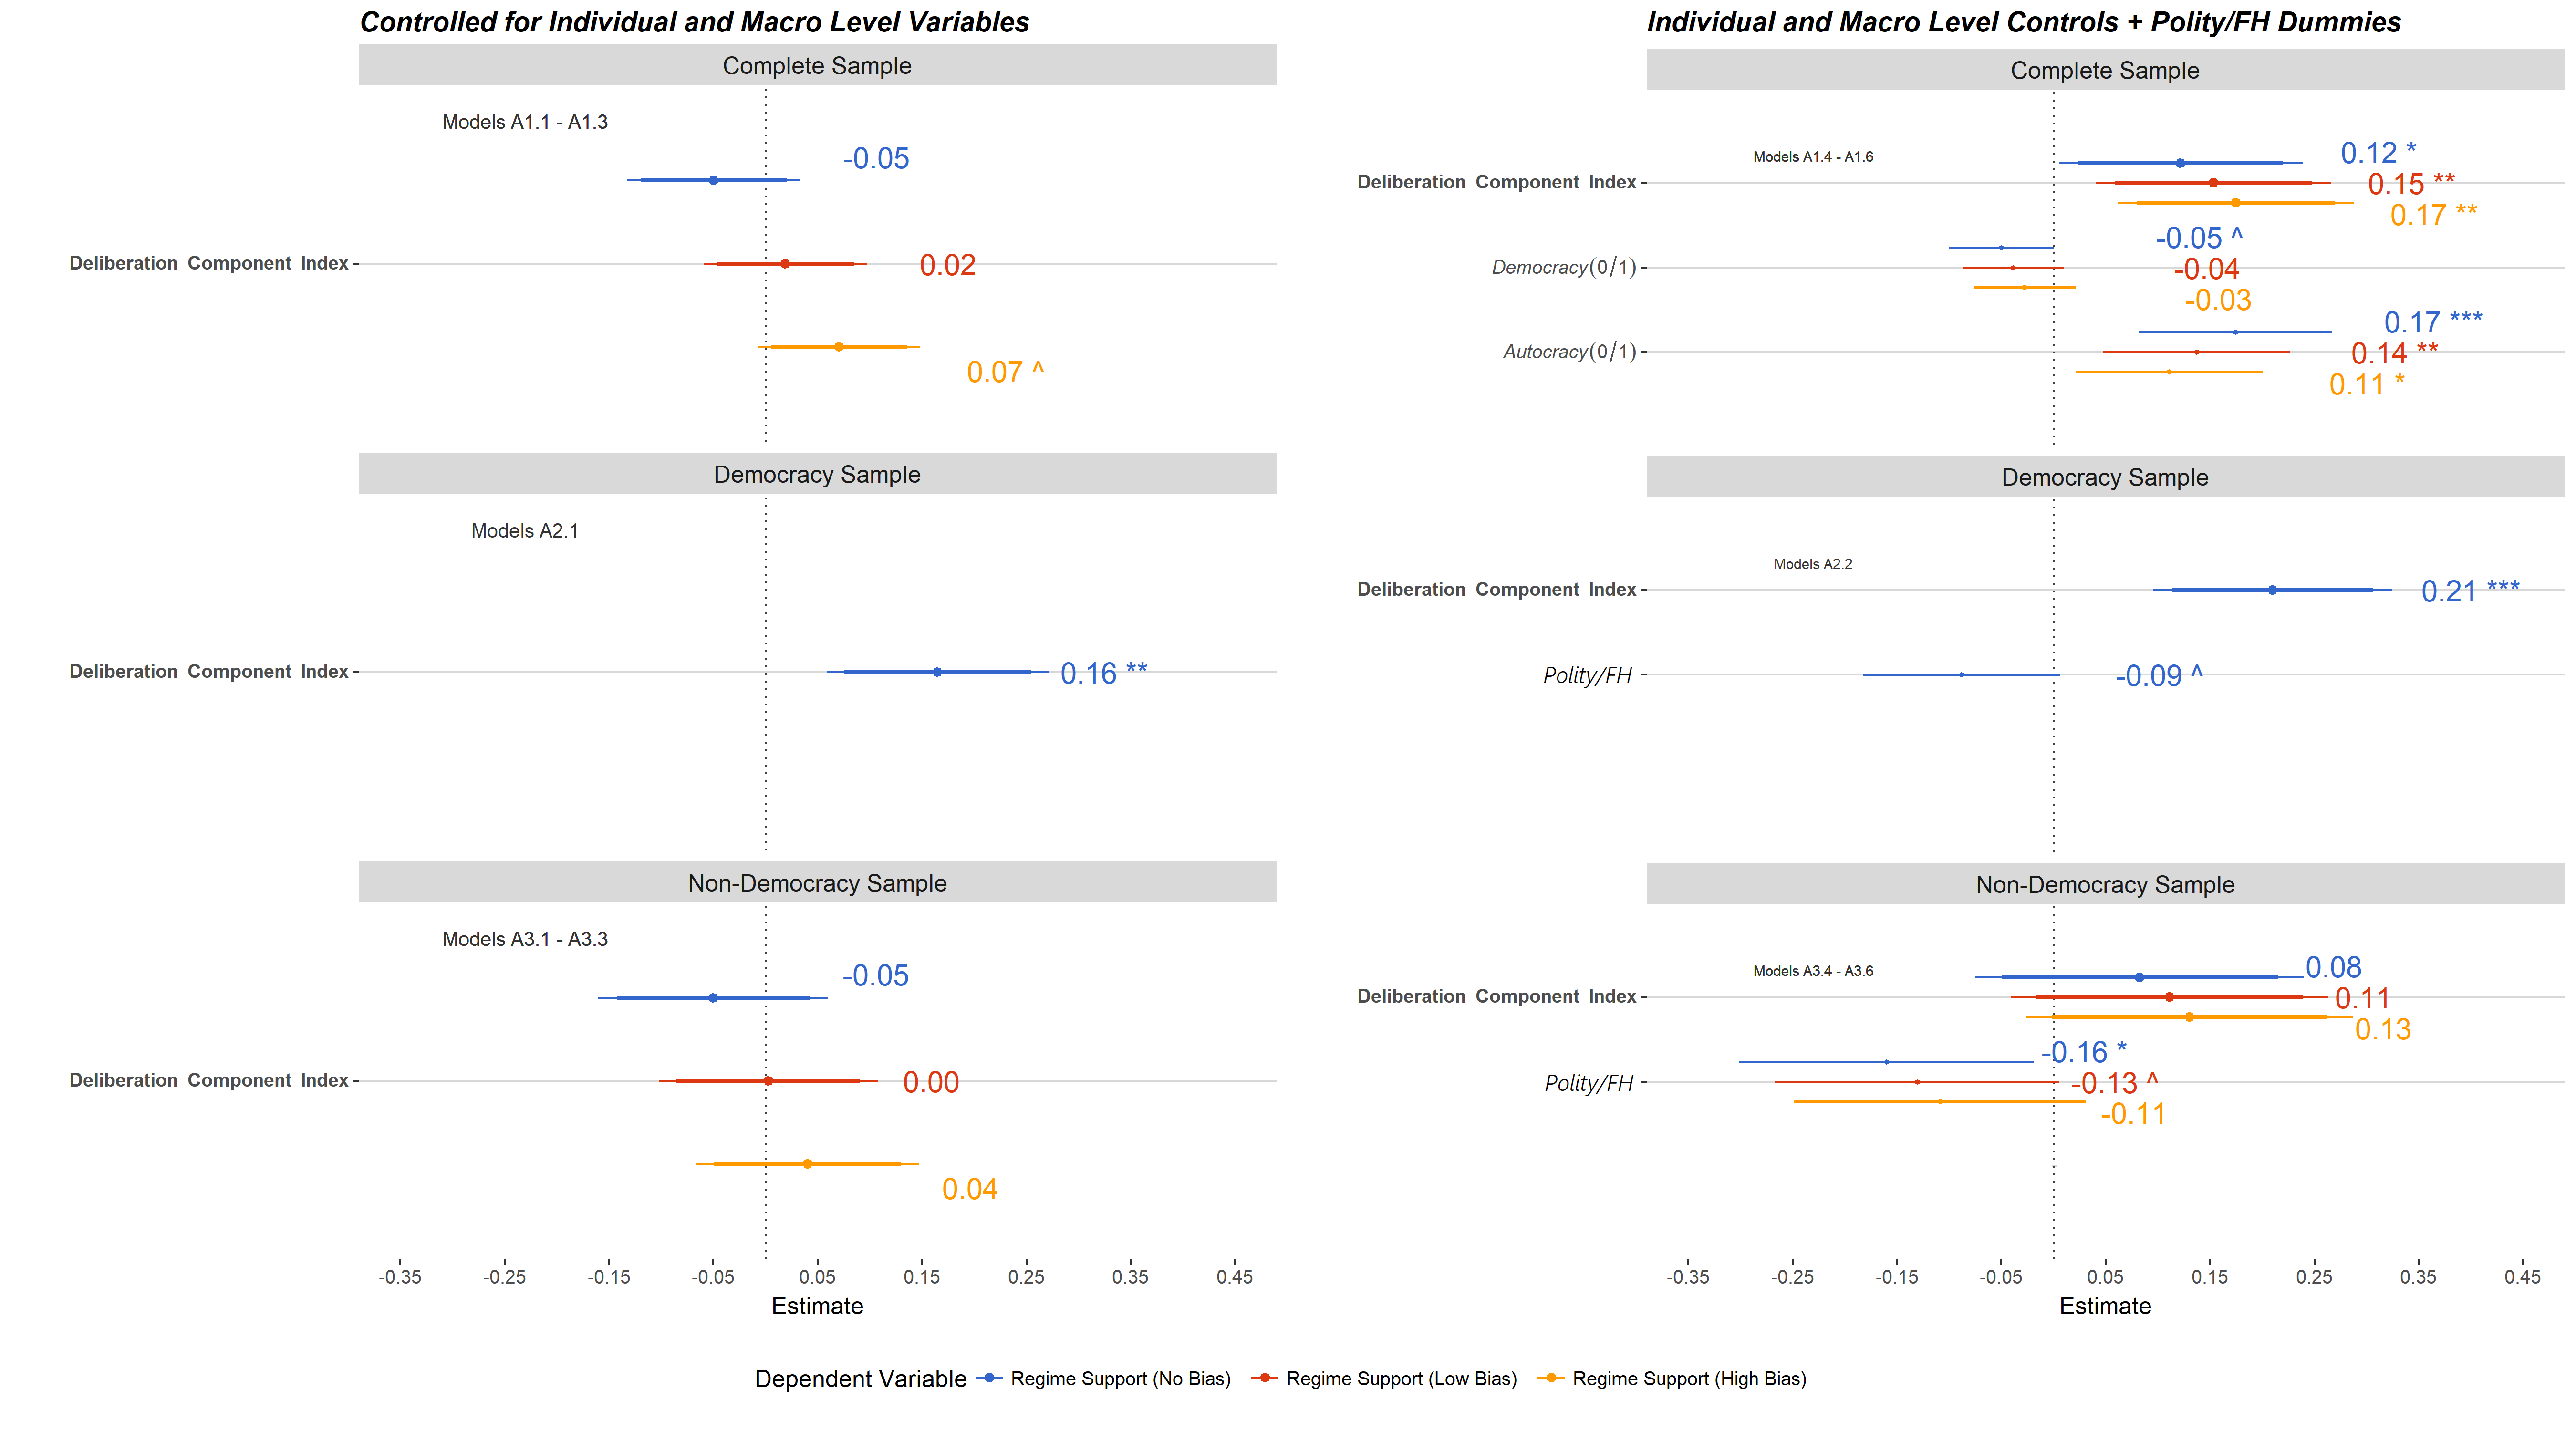 Controlled for Individual and Macro Level Variables
Complete Sample
Models A1.1 - A1.3
-0.05
Deliberation Component Index
0.02
0.07 ^
Democracy Sample
Models A2.1
Deliberation Component Index
0.16 **
Non-Democracy Sample
Models A3.1 - A3.3
-0.05
Deliberation Component Index
0.00
0.04
-0.35 -0.25 -0.15 -0.05 0.05 0.15 0.25 0.35 0.45
Estimate
Individual and Macro Level Controls + Polity/FH Dummies
Complete Sample
Models A1.4 - A1.6
0.12 *
Deliberation Component Index
0.15 **
0.17 **
-0.05 ^
Democracy(0/1)
-0.04
-0.03
0.17 ***
Autocracy(0/1)
0.14 **
0.11 *
Democracy Sample
Models A2.2
Deliberation Component Index
0.21 ***
Polity/FH
-0.09 ^
Non-Democracy Sample
Models A3.4 - A3.6
0.08
Deliberation Component Index
0.11
0.13
-0.16 *
Polity/FH
-0.13 ^
-0.11
-0.35 -0.25 -0.15 -0.05 0.05 0.15 0.25 0.35 0.45
Estimate
Dependent Variable Regime Support (No Bias) Regime Support (Low Bias) Regime Support (High Bias)